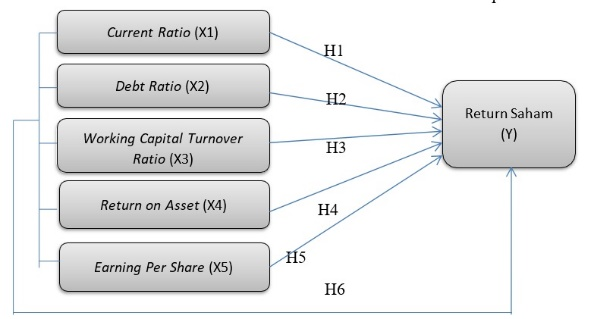 Current Ratio (X1)
H1
Debt Ratio (X2)
H2
Return Saham
(Y)
Working Capital Turnover
Ratio (X3)
H3
Return on Asset (X4)
H4
Earning Per Share (X5)
H5
H6